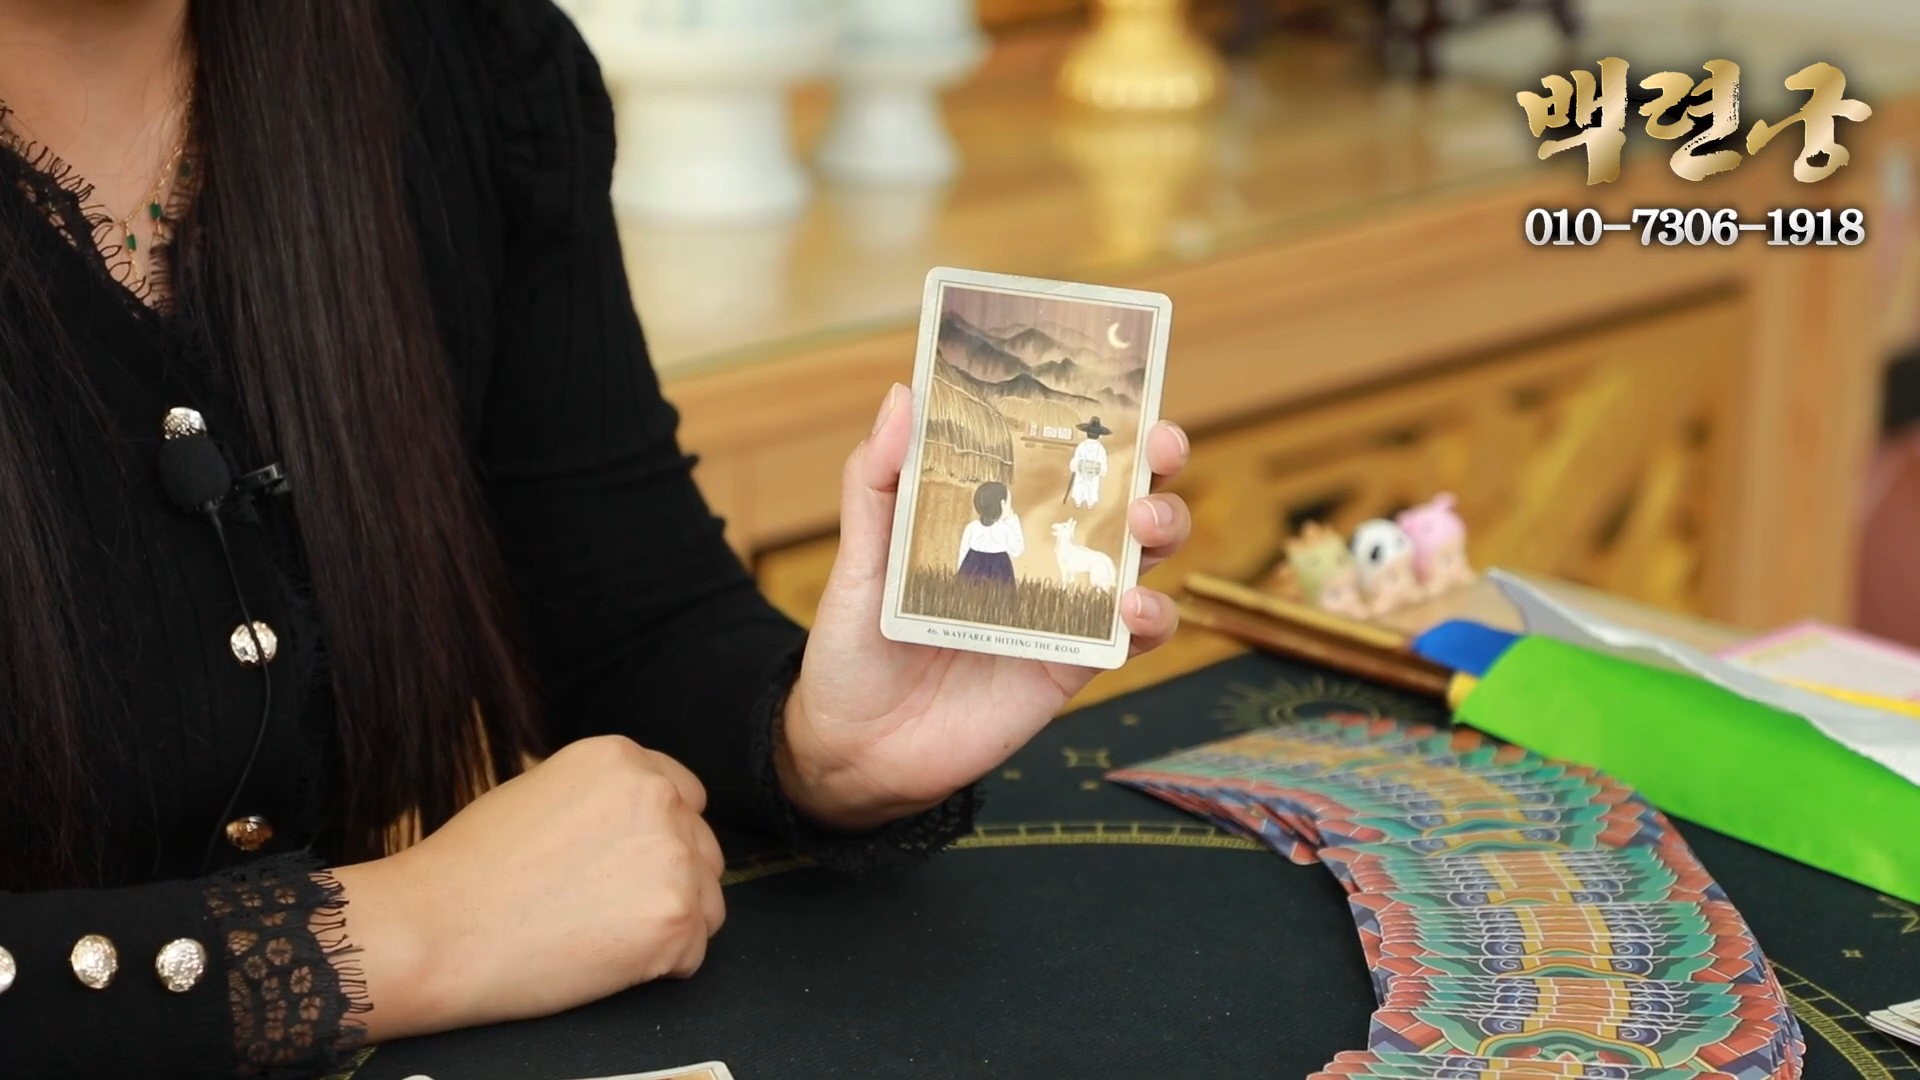 백련궁
010-7306-1918
46. WAYFARER HITTING THE ROAD